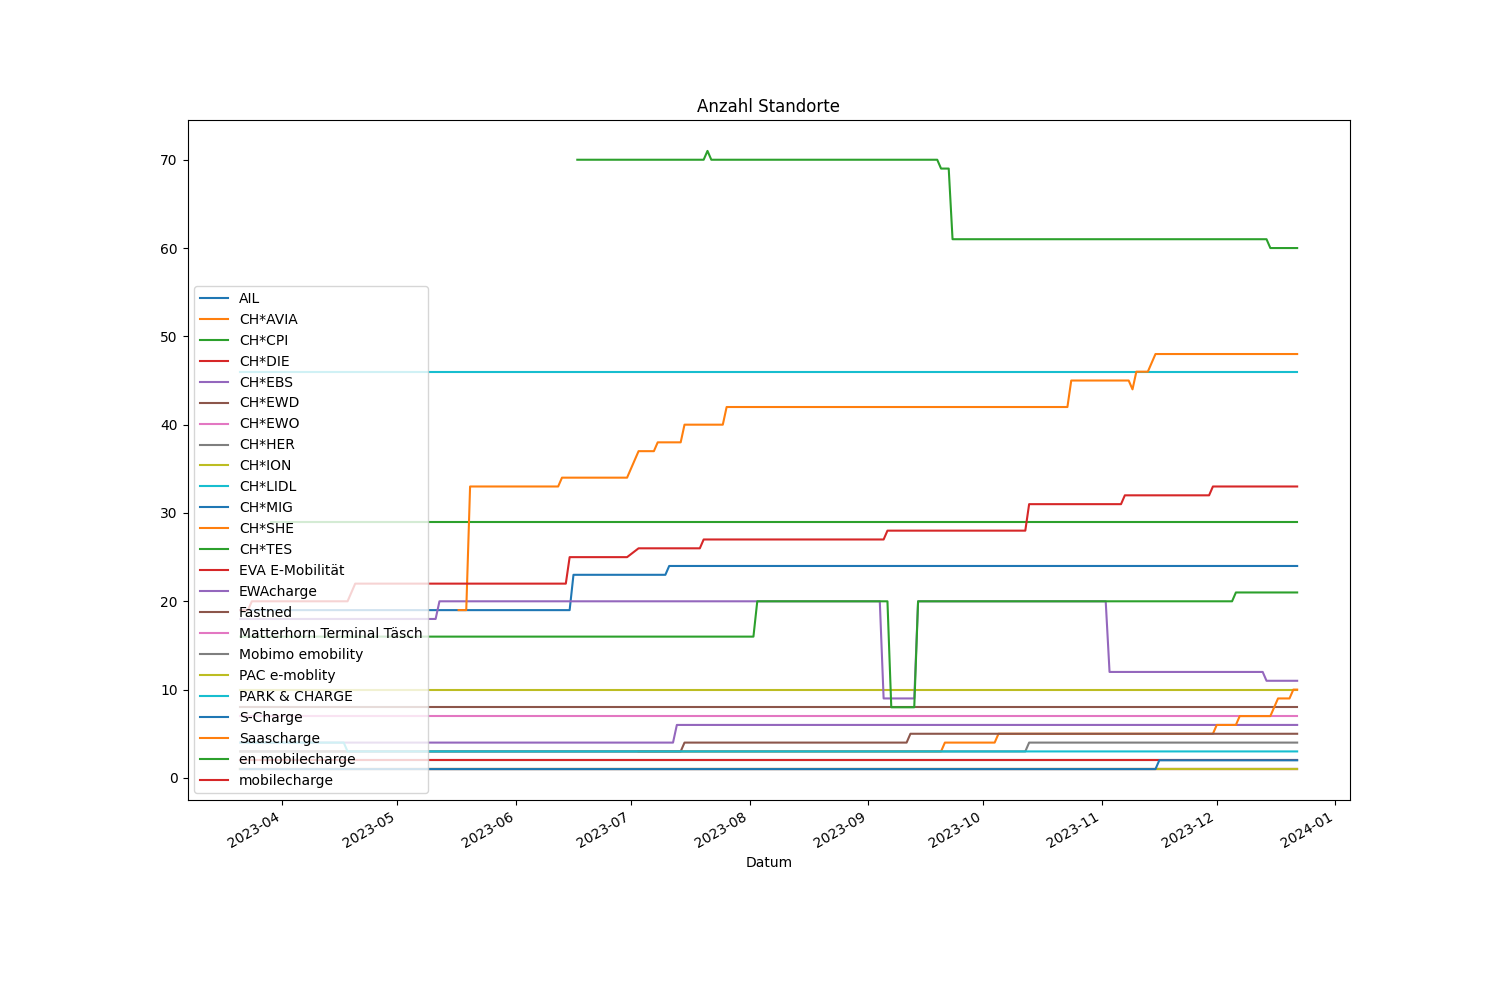 Anzahl Standorte
70
60
50
40
30
20
10
0
AIL
CH*AVIA
CH*CPI
CH*DIE
CH*EBS
CH*EWD
CH*EWO
CH*HER
CH*ION
CH*LIDL
CH*MIG
CH*SHE
CH*TES
EVA E-Mobilität
EWAcharge
Fastned
Matterhorn Terminal Täsch
Mobimo emobility
PAC e-moblity
PARK & CHARGE
S-Charge
Saascharge
en mobilecharge
mobilecharge
2023-04
2023-05
2023-06
2023-07
2023-08
2023-09
2023-10
2023-11
2023-12
2024-01
Datum